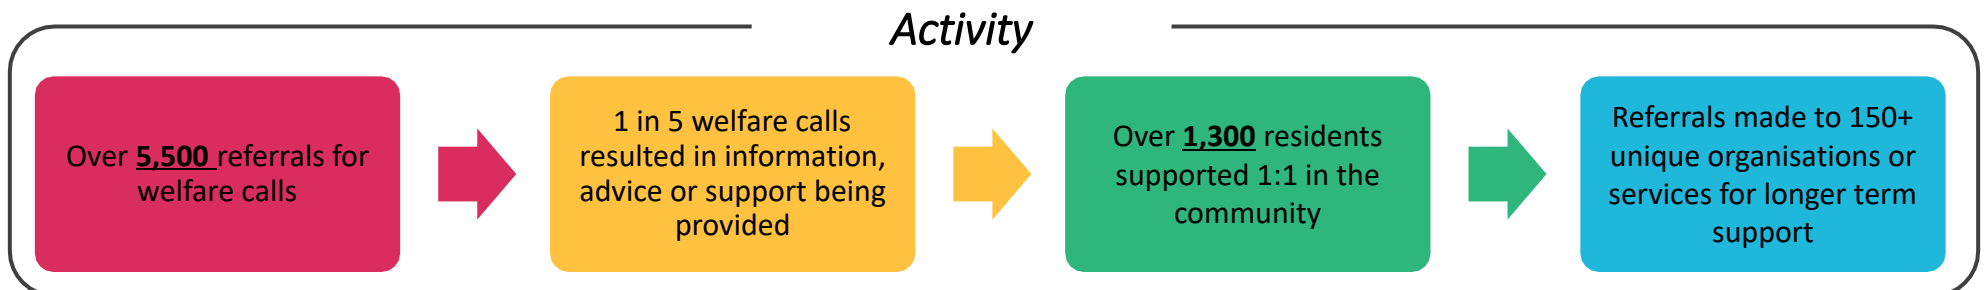 Activity
Over 5,500 referrals for
welfare calls
1 in 5 welfare calls
resulted in information,
advice or support being
provided
Over 1,300 residents
supported 1:1 in the
community
Referrals made to 150+
unique organisations or
services for longer term
support